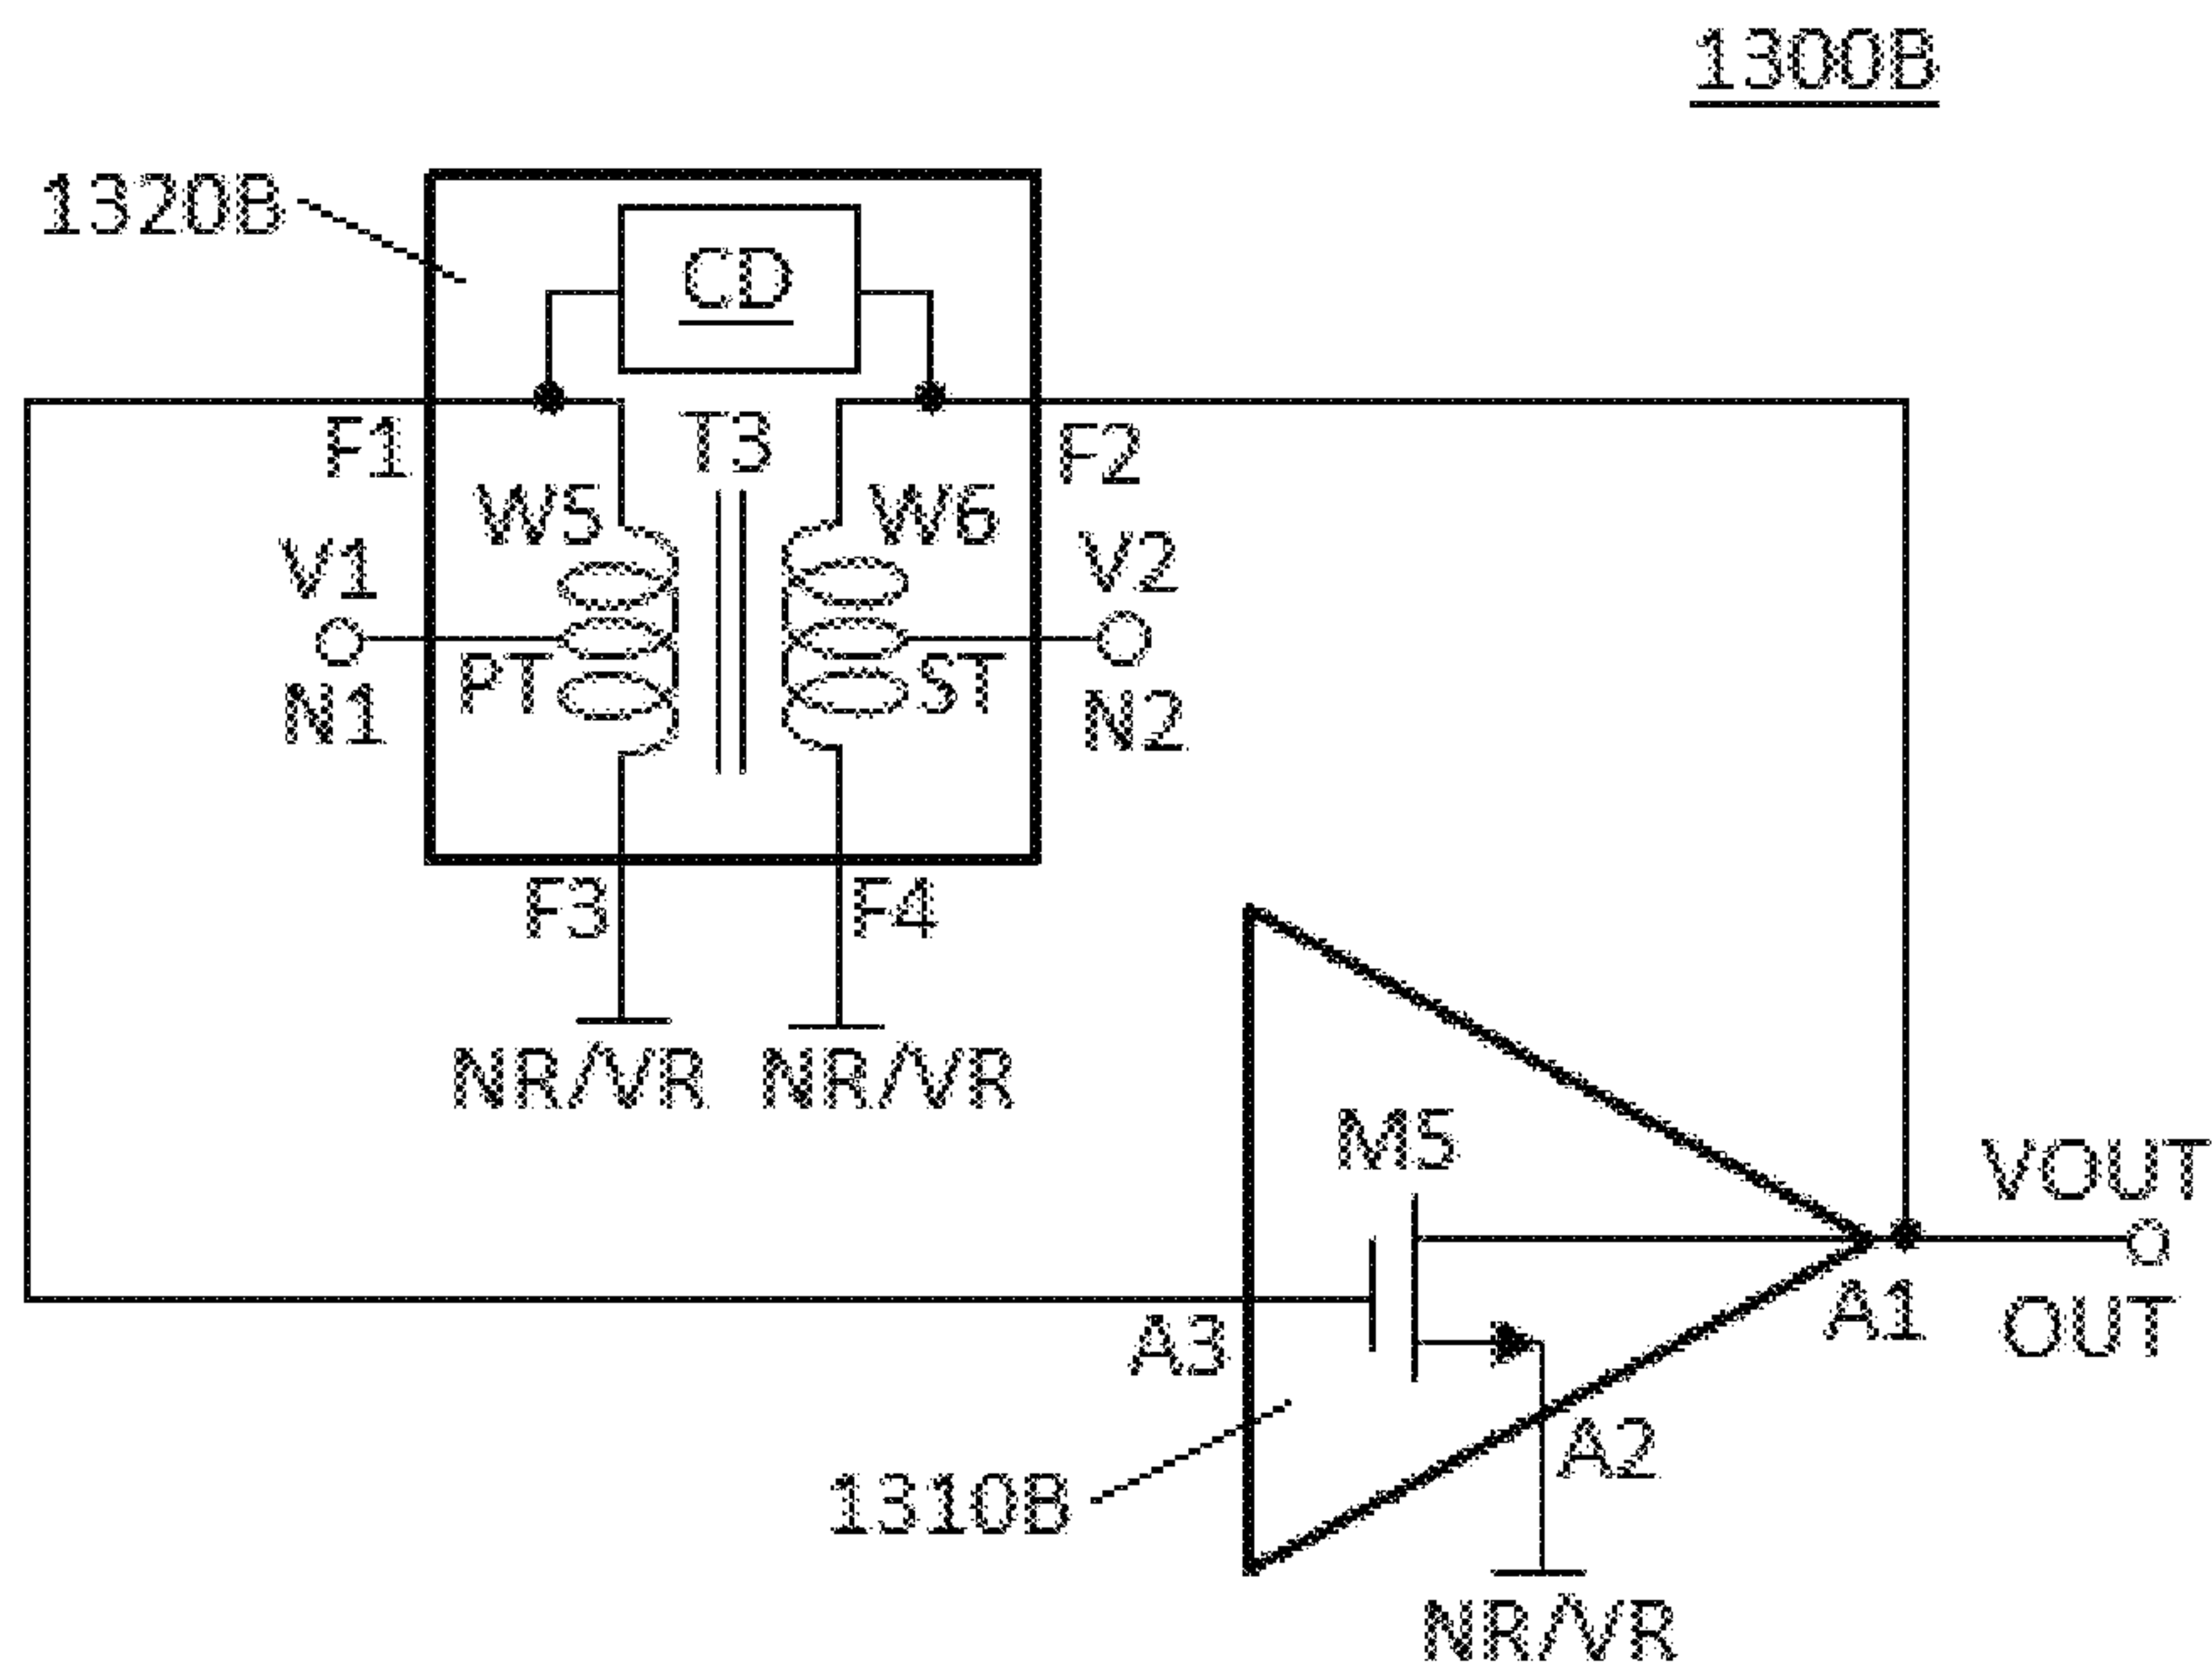 1300B
1320B
CD
F1
T3
F2
W5
W6
V1
V2
PT
ST
N1
N2
F3
F4
NR/VR
NR/VR
M5
VOUT
A1
OUT
A3
A2
1310B
NR/VR